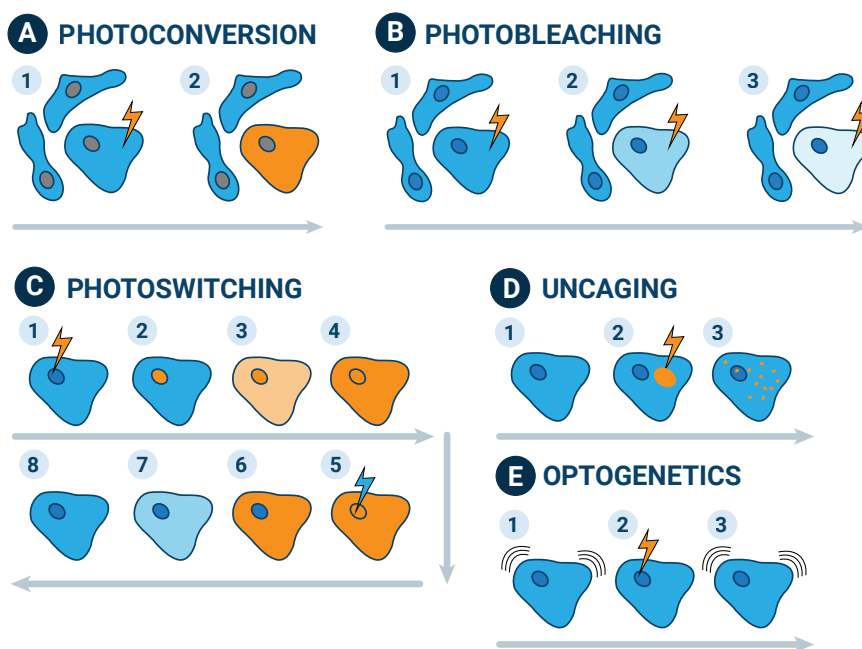 A PHOTOCONVERSION
1 2
B PHOTOBLEACHING
1 2 3
C PHOTOSWITCHING
1 2 3 4
8 7 6 5
D UNCAGING
1 2 3
E OPTOGENETICS
1 2 3